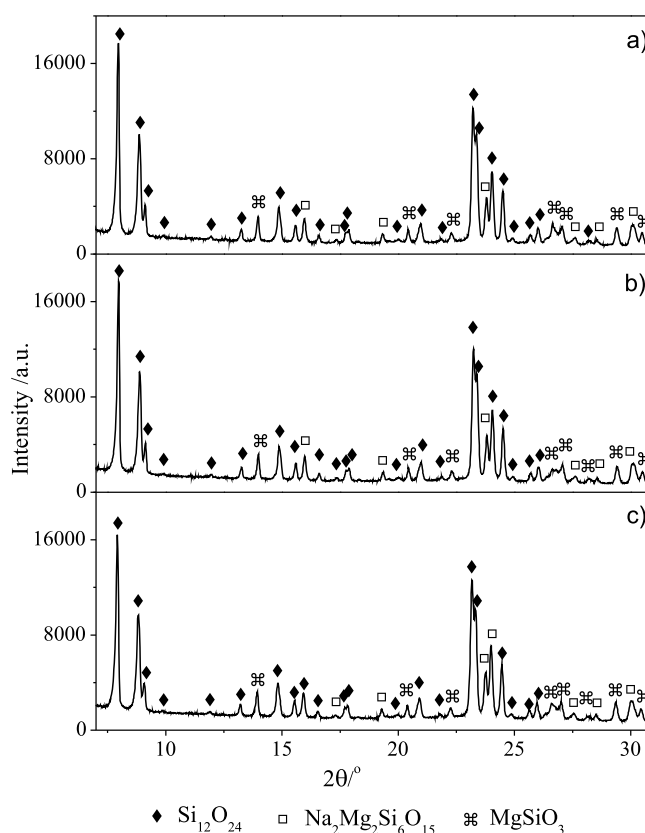 a)
16000
8000
0
b)
16000
8000
0
c)
16000
8000
0
Intensity /a.u.
10 15 20 25 30
2θ/°
Si₁₂O₂₄ Na₂Mg₂Si₆O₁₅ MgSiO₃